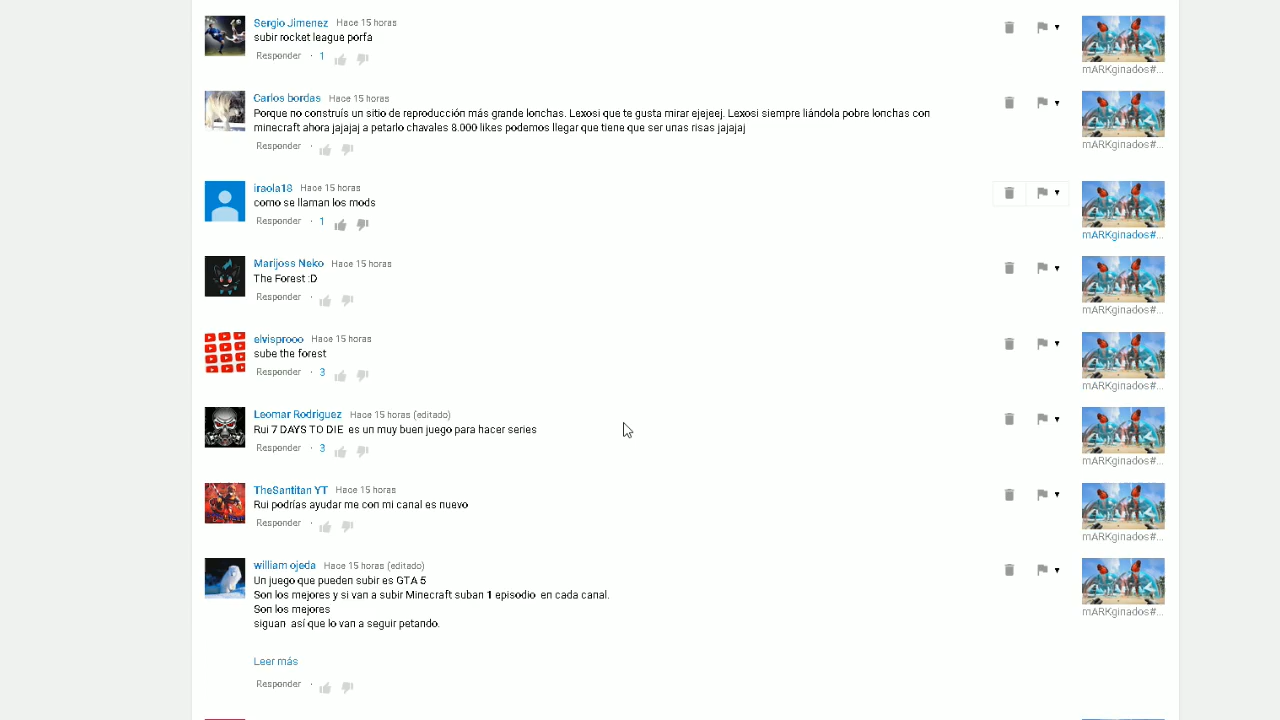 Sergio Jimenez Hace 15 horas
subir rocket league porfa
Responder · 1
mARKginados#...
Carlos bordas Hace 15 horas
Porque no construís un sitio de reproducción más grande lonchas. Lexosi que te gusta mirar ejejeej. Lexosi siempre liándola pobre lonchas con
minecraft ahora jajajaj a petarlo chavales 8.000 likes podemos llegar que tiene que ser unas risas jajajaj
Responder ·
mARKginados#...
iraola18 Hace 15 horas
como se llaman los mods
Responder · 1
mARKginados#...
Marijoss Neko Hace 15 horas
The Forest :D
Responder ·
mARKginados#...
elvisprooo Hace 15 horas
sube the forest
Responder · 3
mARKginados#...
Leomar Rodriguez Hace 15 horas (editado)
Rui 7 DAYS TO DIE es un muy buen juego para hacer series
Responder · 3
mARKginados#...
TheSantitan YT Hace 15 horas
Rui podrías ayudar me con mi canal es nuevo
Responder ·
mARKginados#...
william ojeda Hace 15 horas (editado)
Un juego que pueden subir es GTA 5
Son los mejores y si van a subir Minecraft suban 1 episodio en cada canal.
Son los mejores
siguan así que lo van a seguir petando.
mARKginados#...
Leer más
Responder ·